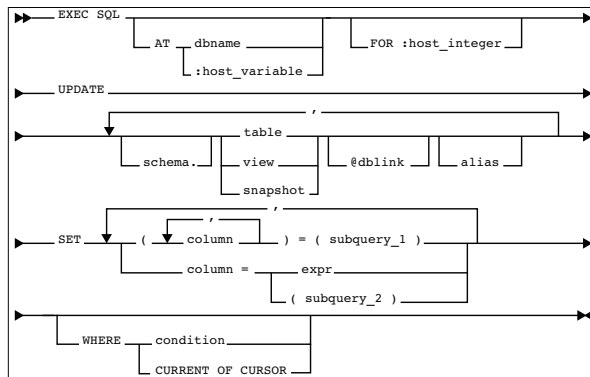 EXEC SQL
AT dbname FOR :host_integer
:host_variable
UPDATE
,
table
schema. view @dblink alias
snapshot
,
,
SET ( column ) = ( subquery_1 )
column = expr
( subquery_2 )
WHERE condition
CURRENT OF CURSOR